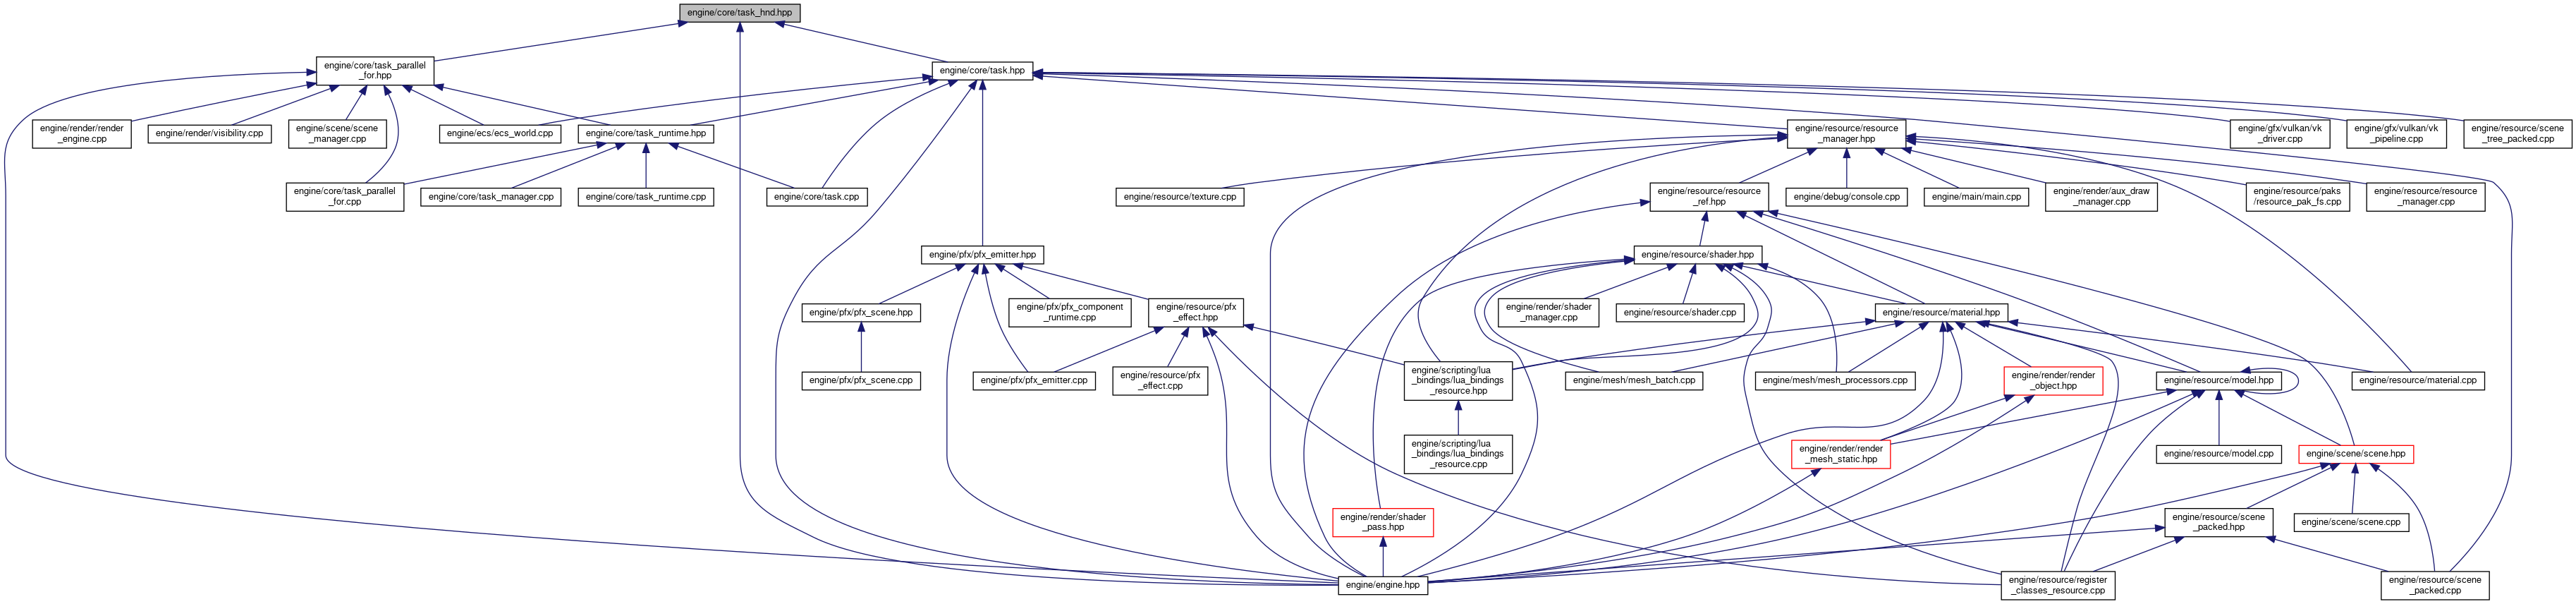 engine/core/task_hnd.hpp
engine/core/task_parallel
_for.hpp
engine/core/task.hpp
engine/render/render
_engine.cpp
engine/render/visibility.cpp
engine/scene/scene
_manager.cpp
engine/ecs/ecs_world.cpp
engine/core/task_runtime.hpp
engine/resource/resource
_manager.hpp
engine/gfx/vulkan/vk
_driver.cpp
engine/gfx/vulkan/vk
_pipeline.cpp
engine/resource/scene
_tree_packed.cpp
engine/core/task_parallel
_for.cpp
engine/core/task_manager.cpp
engine/core/task_runtime.cpp
engine/core/task.cpp
engine/resource/texture.cpp
engine/resource/resource
_ref.hpp
engine/debug/console.cpp
engine/main/main.cpp
engine/render/aux_draw
_manager.cpp
engine/resource/paks
/resource_pak_fs.cpp
engine/resource/resource
_manager.cpp
engine/pfx/pfx_emitter.hpp
engine/resource/shader.hpp
engine/pfx/pfx_scene.hpp
engine/pfx/pfx_component
_runtime.cpp
engine/resource/pfx
_effect.hpp
engine/render/shader
_manager.cpp
engine/resource/shader.cpp
engine/resource/material.hpp
engine/pfx/pfx_scene.cpp
engine/pfx/pfx_emitter.cpp
engine/resource/pfx
_effect.cpp
engine/scripting/lua
_bindings/lua_bindings
_resource.hpp
engine/mesh/mesh_batch.cpp
engine/mesh/mesh_processors.cpp
engine/render/render
_object.hpp
engine/resource/model.hpp
engine/resource/material.cpp
engine/scripting/lua
_bindings/lua_bindings
_resource.cpp
engine/render/render
_mesh_static.hpp
engine/resource/model.cpp
engine/scene/scene.hpp
engine/render/shader
_pass.hpp
engine/resource/scene
_packed.hpp
engine/scene/scene.cpp
engine/engine.hpp
engine/resource/register
_classes_resource.cpp
engine/resource/scene
_packed.cpp